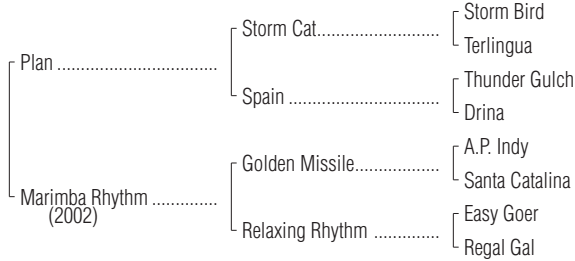 Storm Bird
Storm Cat........................................
Terlingua
Plan ................................
Thunder Gulch
Spain ........................................
Drina
A.P. Indy
Golden Missile...........................
Santa Catalina
Marimba Rhythm .............
(2002)
Easy Goer
Relaxing Rhythm .............
Regal Gal